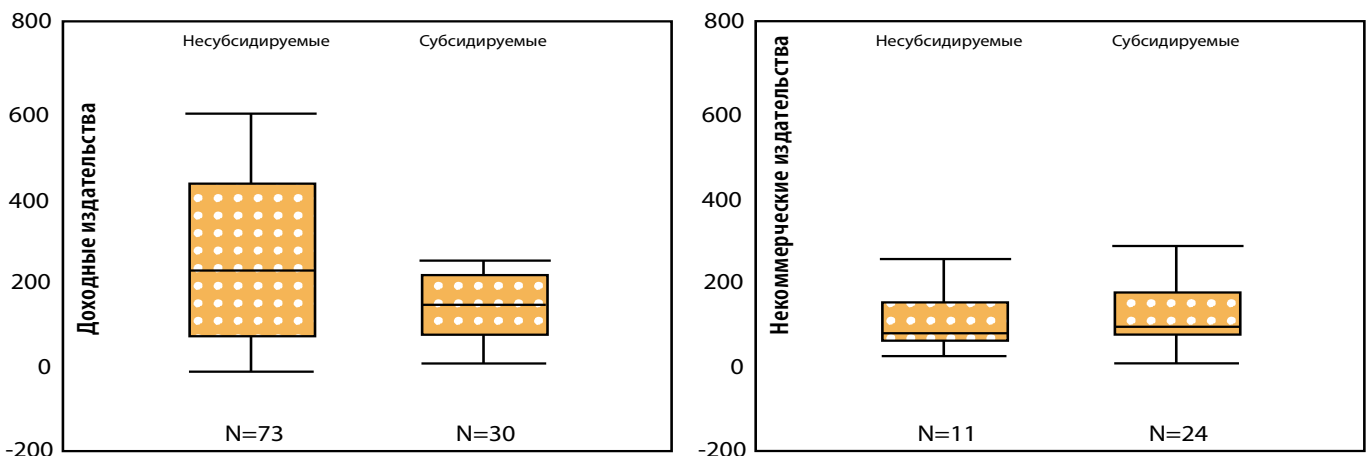 800
600
400
200
0
-200
Доходные издательства
Несубсидируемые Субсидируемые
N=73 N=30
800
600
400
200
0
-200
Некоммерческие издательства
Несубсидируемые Субсидируемые
N=11 N=24